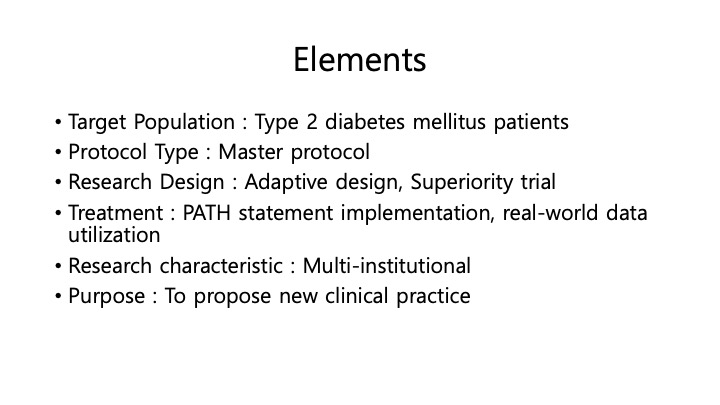 Elements
• Target Population : Type 2 diabetes mellitus patients
• Protocol Type : Master protocol
• Research Design : Adaptive design, Superiority trial
• Treatment : PATH statement implementation, real-world data
utilization
• Research characteristic : Multi-institutional
• Purpose : To propose new clinical practice